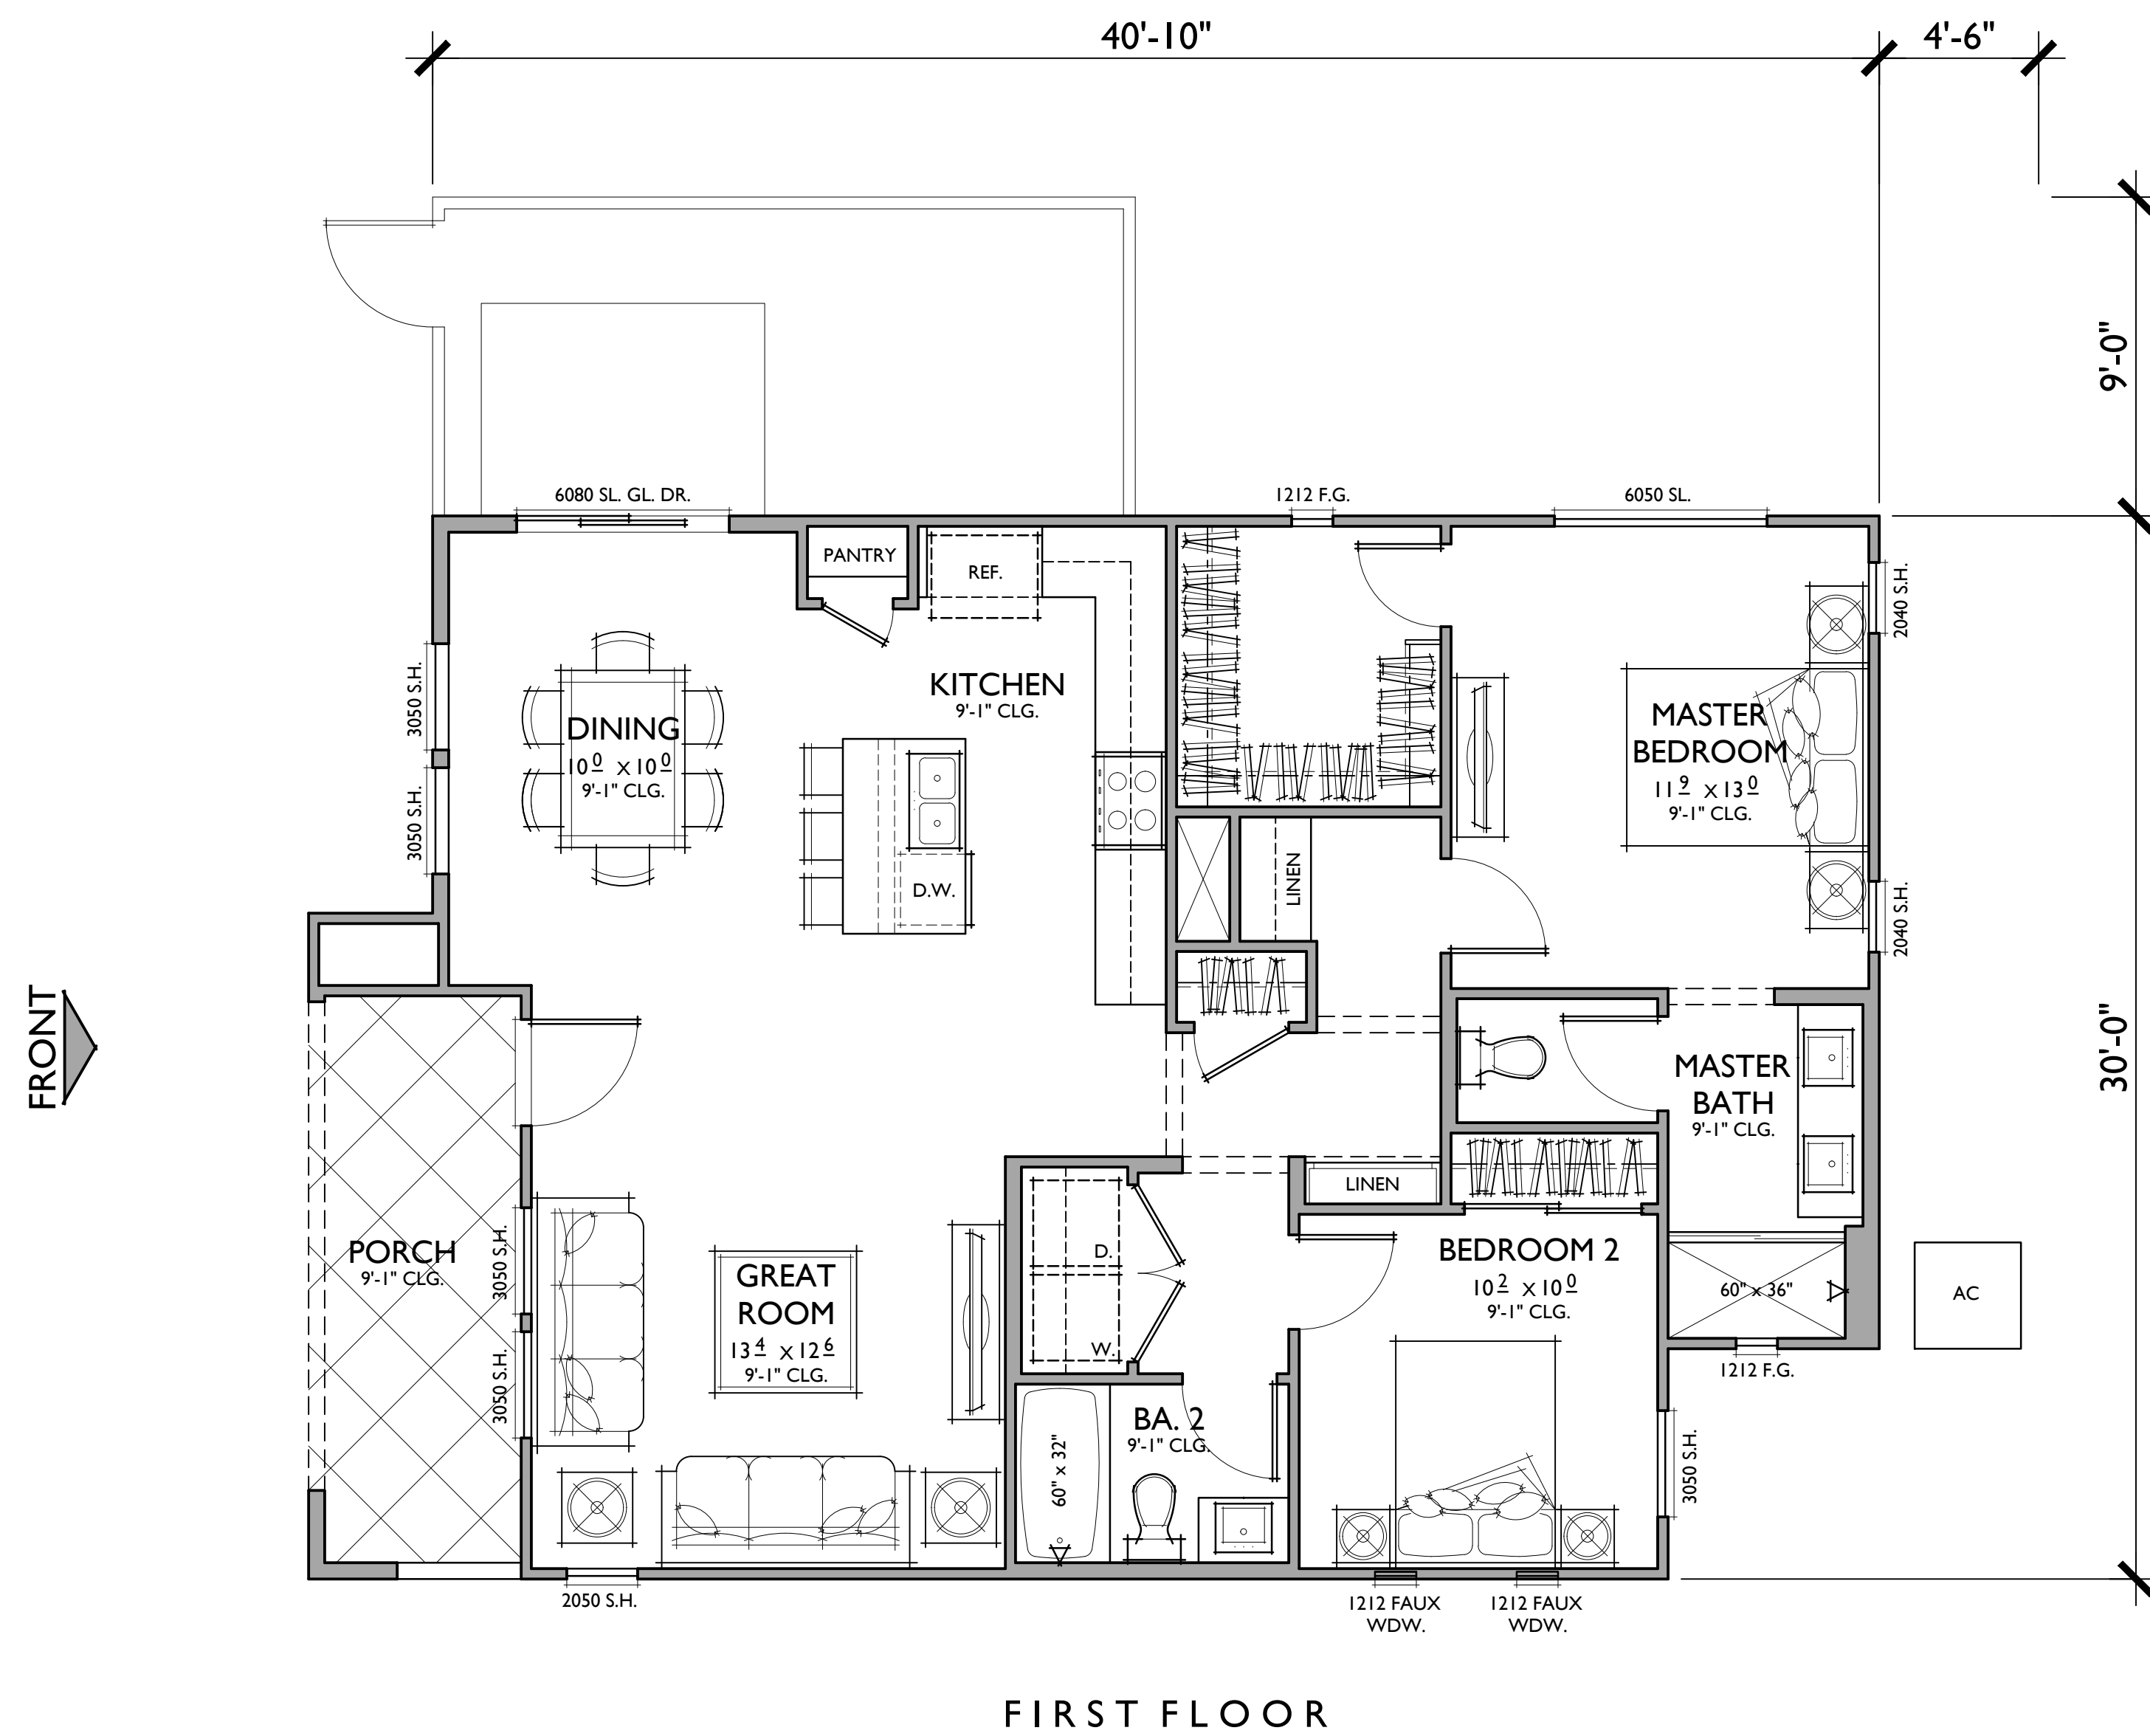 40'-10"
4'-6"
9'-0"
6080 SL. GL. DR.
1212 F.G.
6050 SL.
PANTRY
REF.
2040 S.H.
3050 S.H.
KITCHEN
9'-1" CLG.
DINING
10 0 X 10 0
9'-1" CLG.
MASTER
BEDROOM
11 9 X 13 0
9'-1" CLG.
3050 S.H.
D.W.
LINEN
2040 S.H.
FRONT
30'-0"
MASTER
BATH
9'-1" CLG.
LINEN
PORCH
9'-1" CLG.
3050 S.H.
GREAT
ROOM
13 4 X 12 6
9'-1" CLG.
D.
W.
BEDROOM 2
10 2 X 10 0
9'-1" CLG.
60" x 36"
AC
1212 F.G.
3050 S.H.
BA. 2
9'-1" CLG.
60" x 32"
3050 S.H.
2050 S.H.
1212 FAUX
WDW.
1212 FAUX
WDW.
FIRST FLOOR